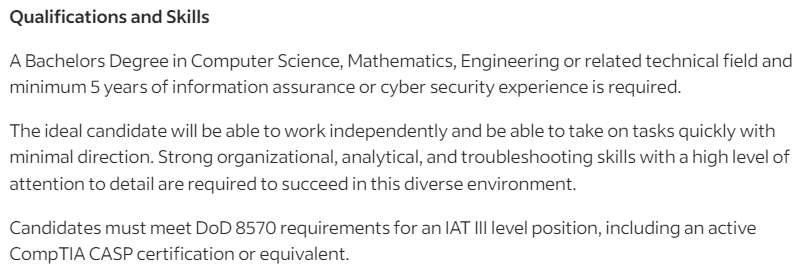 Qualifications and Skills
A Bachelors Degree in Computer Science, Mathematics, Engineering or related technical field and
minimum 5 years of information assurance or cyber security experience is required.
The ideal candidate will be able to work independently and be able to take on tasks quickly with
minimal direction. Strong organizational, analytical, and troubleshooting skills with a high level of
attention to detail are required to succeed in this diverse environment.
Candidates must meet DoD 8570 requirements for an IAT III level position, including an active
CompTIA CASP certification or equivalent.